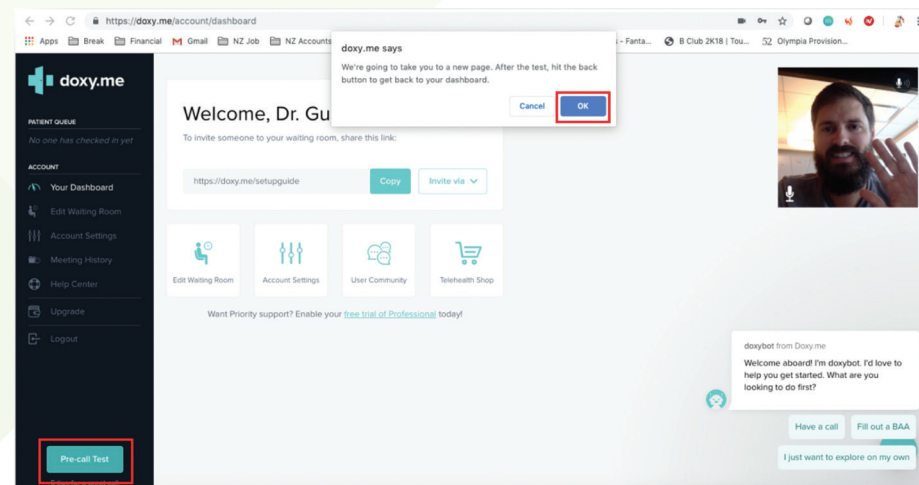 https://doxy.me/account/dashboard
Apps Break Financial Gmail NZ Job NZ Accounts - Fanta... B Club 2K18 | Tou... 52 Olympia Provision...
doxy.me says
We're going to take you to a new page. After the test, hit the back
button to get back to your dashboard.
Cancel OK
doxy.me
PATIENT QUEUE
No one has checked in yet
ACCOUNT
Your Dashboard
Edit Waiting Room
Account Settings
Meeting History
Help Center
Upgrade
Logout
Pre-call Test
Welcome, Dr. Gu
To invite someone to your waiting room, share this link:
https://doxy.me/setupguide Copy Invite via
Edit Waiting Room Account Settings User Community Telehealth Shop
Want Priority support? Enable your free trial of Professional today!
doxybot from Doxy.me
Welcome aboard! I'm doxybot. I'd love to
help you get started. What are you
looking to do first?
Have a call Fill out a BAA
I just want to explore on my own